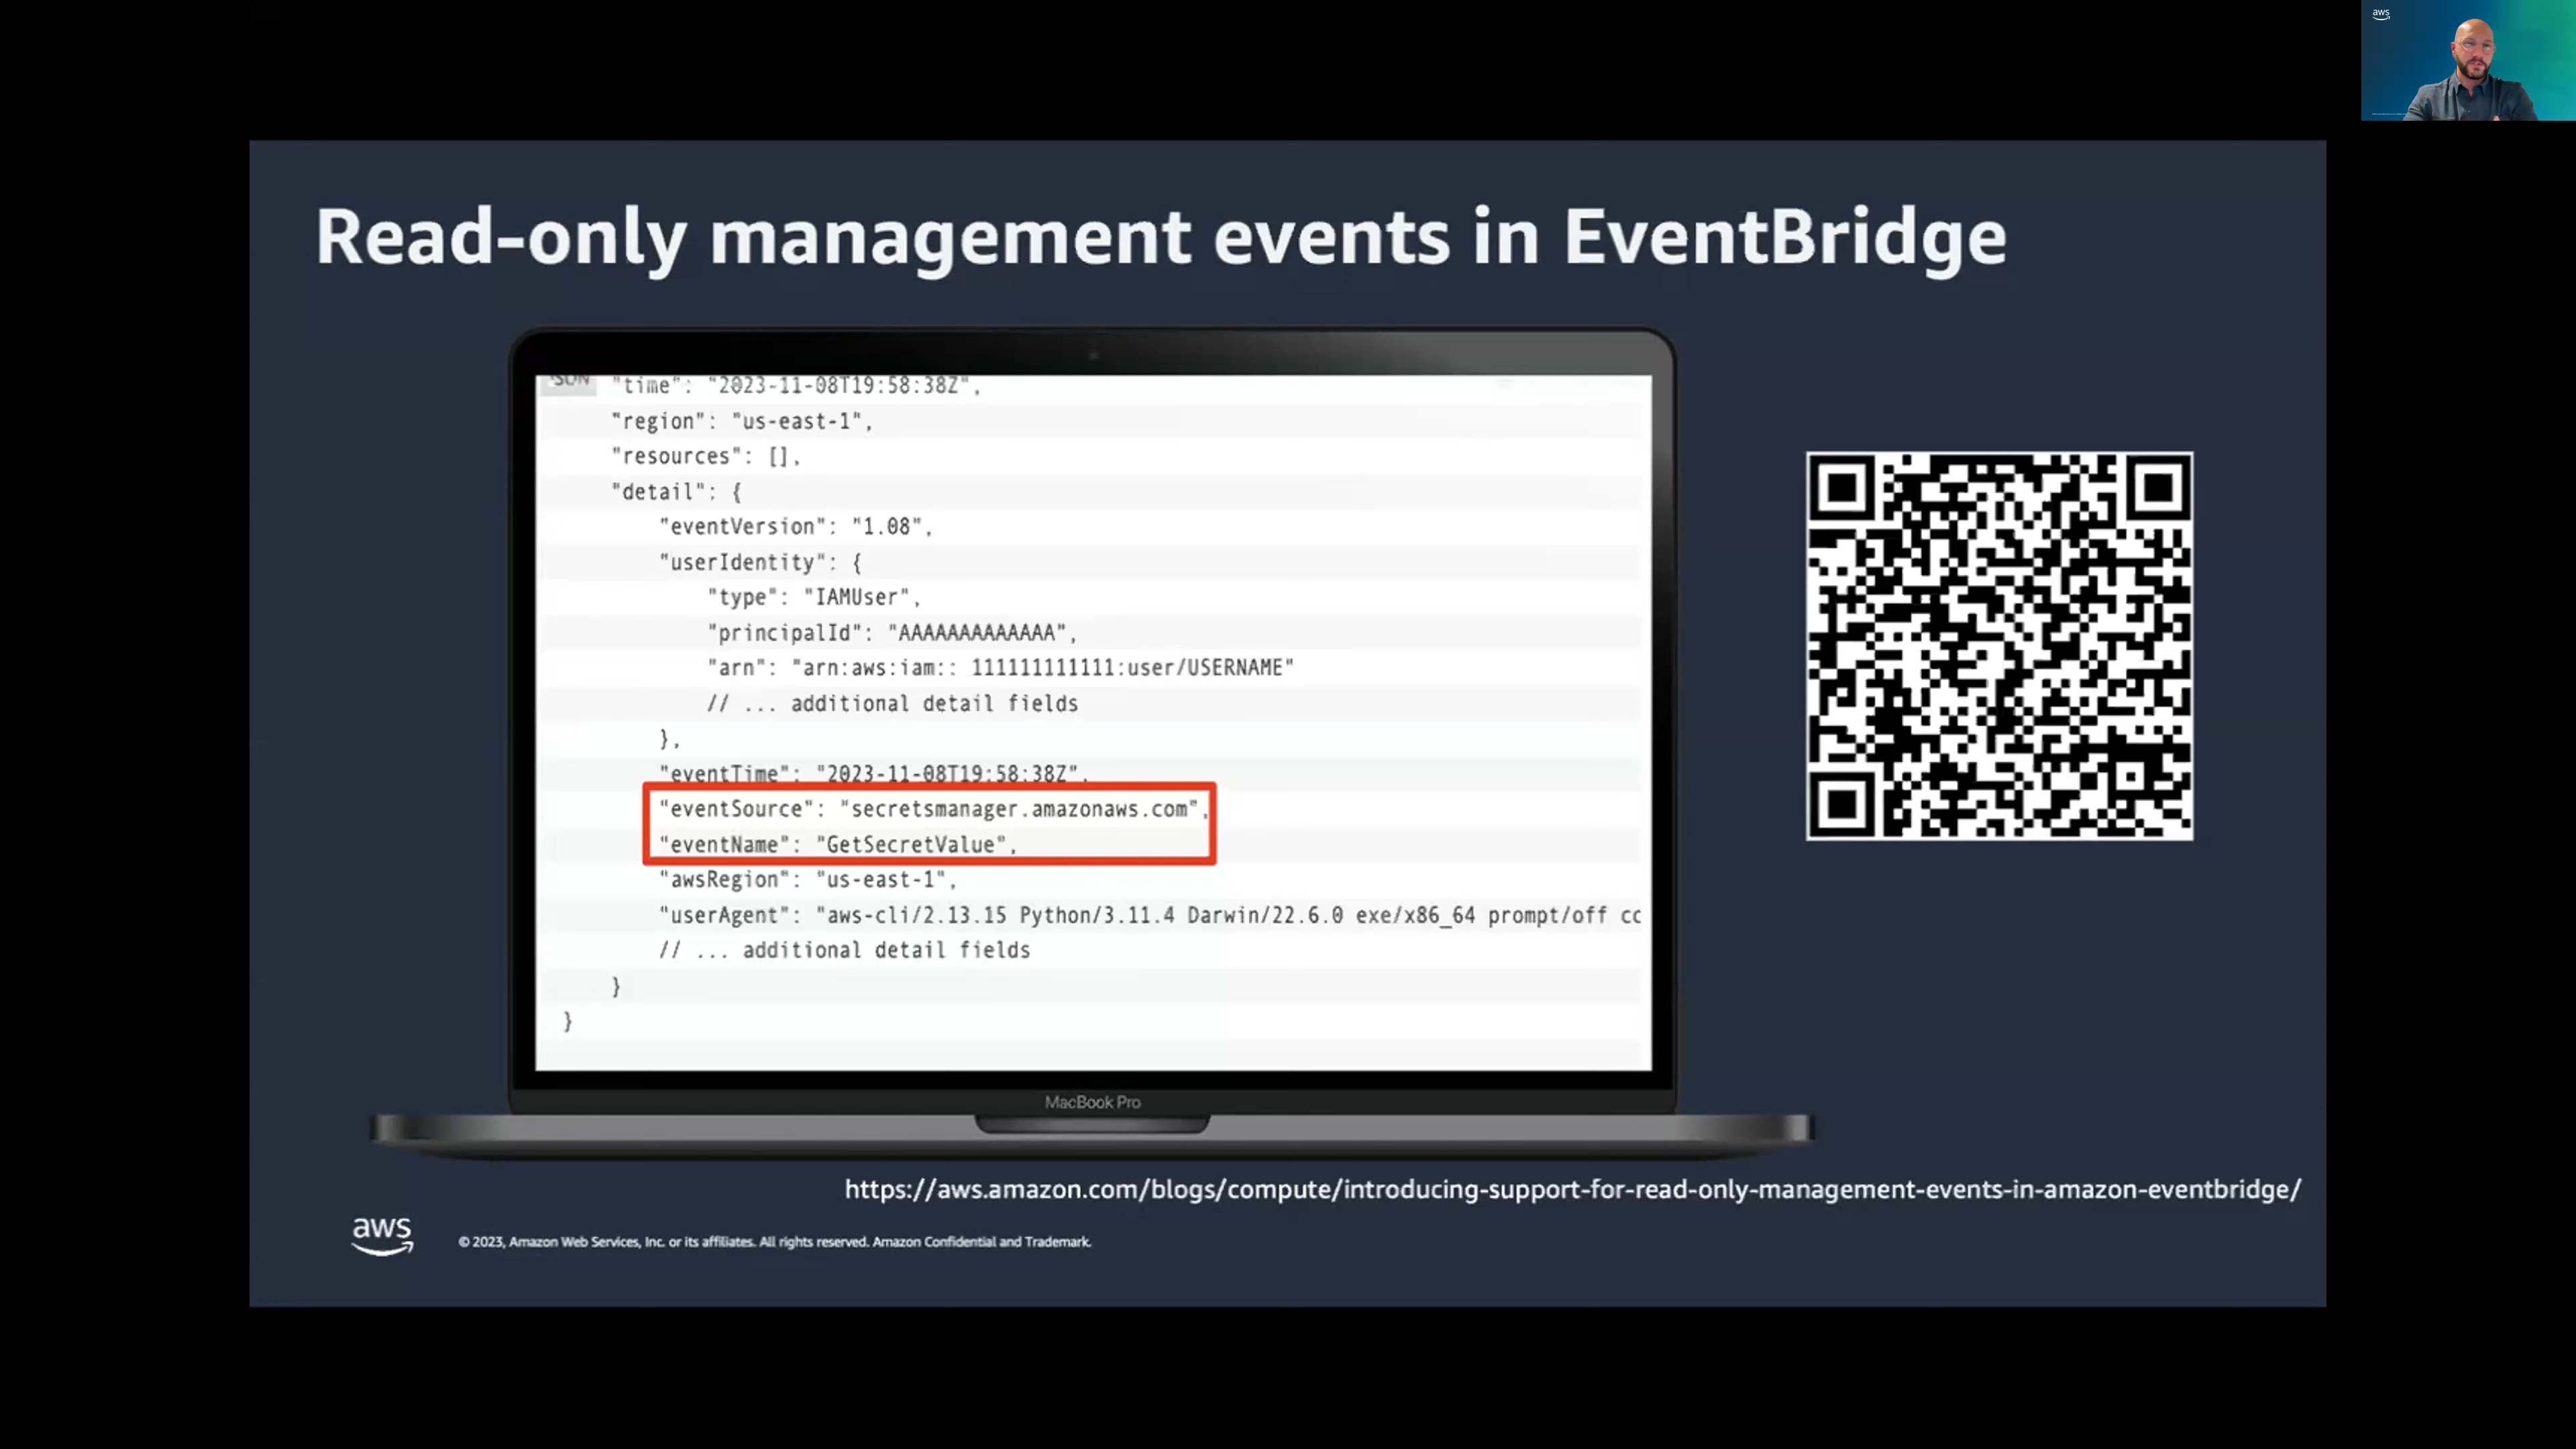 aws
Read-only management events in EventBridge
"time": "2023-11-08T19:58:38Z",
"region": "us-east-1",
"resources": [],
"detail": {
"eventVersion": "1.08",
"userIdentity": {
"type": "IAMUser",
"principalId": "AAAAAAAAAAAAA",
"arn": "arn:aws:iam:: 111111111111:user/USERNAME"
// ... additional detail fields
},
"eventTime": "2023-11-08T19:58:38Z",
"eventSource": "secretsmanager.amazonaws.com",
"eventName": "GetSecretValue",
"awsRegion": "us-east-1",
"userAgent": "aws-cli/2.13.15 Python/3.11.4 Darwin/22.6.0 exe/x86_64 prompt/off cc
// ... additional detail fields
}
}
MacBook Pro
https://aws.amazon.com/blogs/compute/introducing-support-for-read-only-management-events-in-amazon-eventbridge/
aws
© 2023, Amazon Web Services, Inc. or its affiliates. All rights reserved. Amazon Confidential and Trademark.